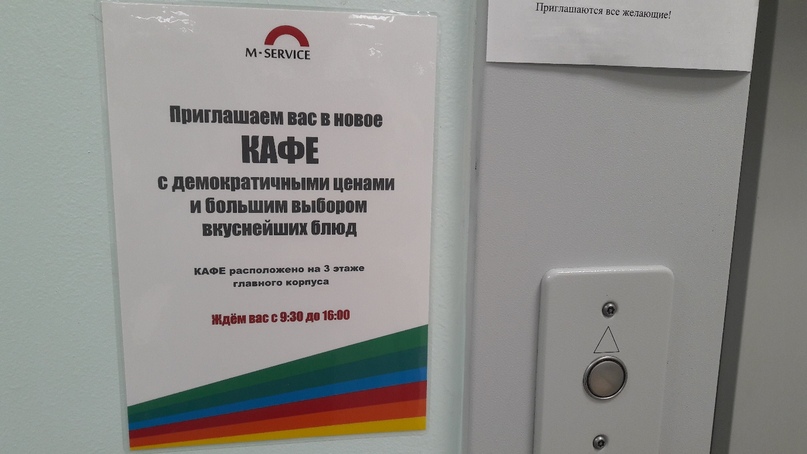 M-SERVICE
Приглашаем вас в новое
КАФЕ
с демократичными ценами
и большим выбором
вкуснейших блюд
КАФЕ расположено на 3 этаже
главного корпуса
Ждём вас с 9:30 до 16:00
Приглашаются все желающие!